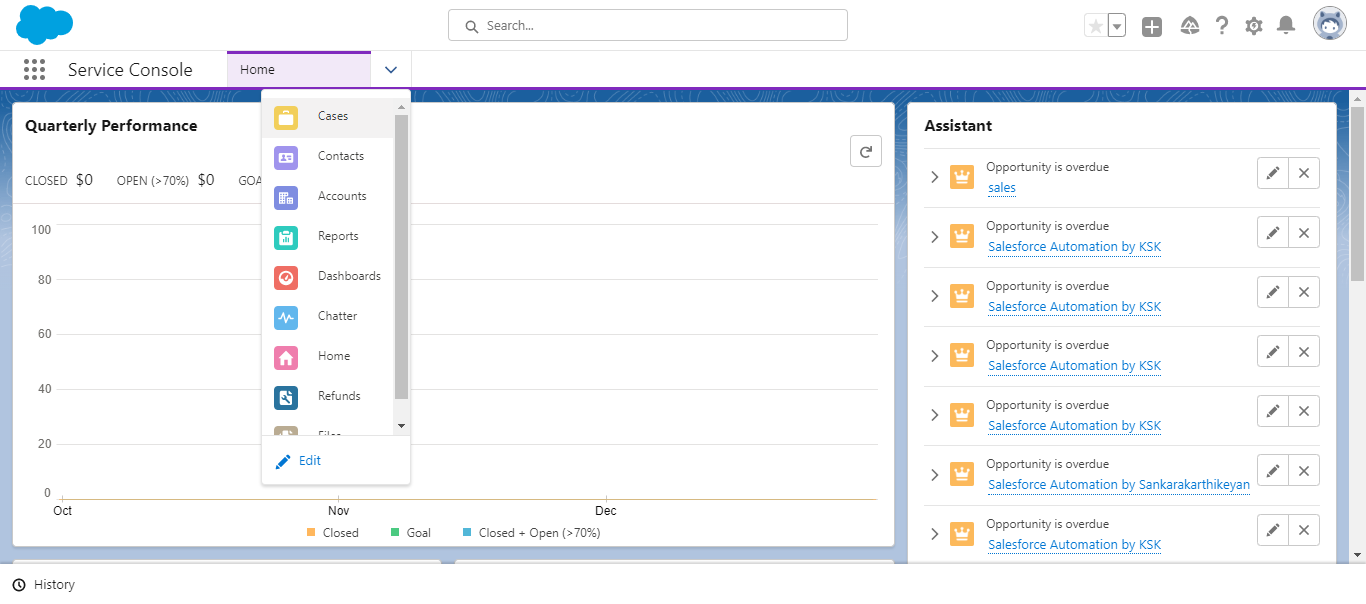 Search...
Service Console
Home
Cases
Contacts
Accounts
Reports
Dashboards
Chatter
Home
Refunds
Edit
Quarterly Performance
CLOSED $0 OPEN (>70%) $0
100
80
60
40
20
0
Oct Nov Dec
Closed Goal Closed + Open (>70%)
Assistant
Opportunity is overdue
sales
Opportunity is overdue
Salesforce Automation by KSK
Opportunity is overdue
Salesforce Automation by KSK
Opportunity is overdue
Salesforce Automation by KSK
Opportunity is overdue
Salesforce Automation by KSK
Opportunity is overdue
Salesforce Automation by Sankarakarthikeyan
Opportunity is overdue
Salesforce Automation by KSK
History